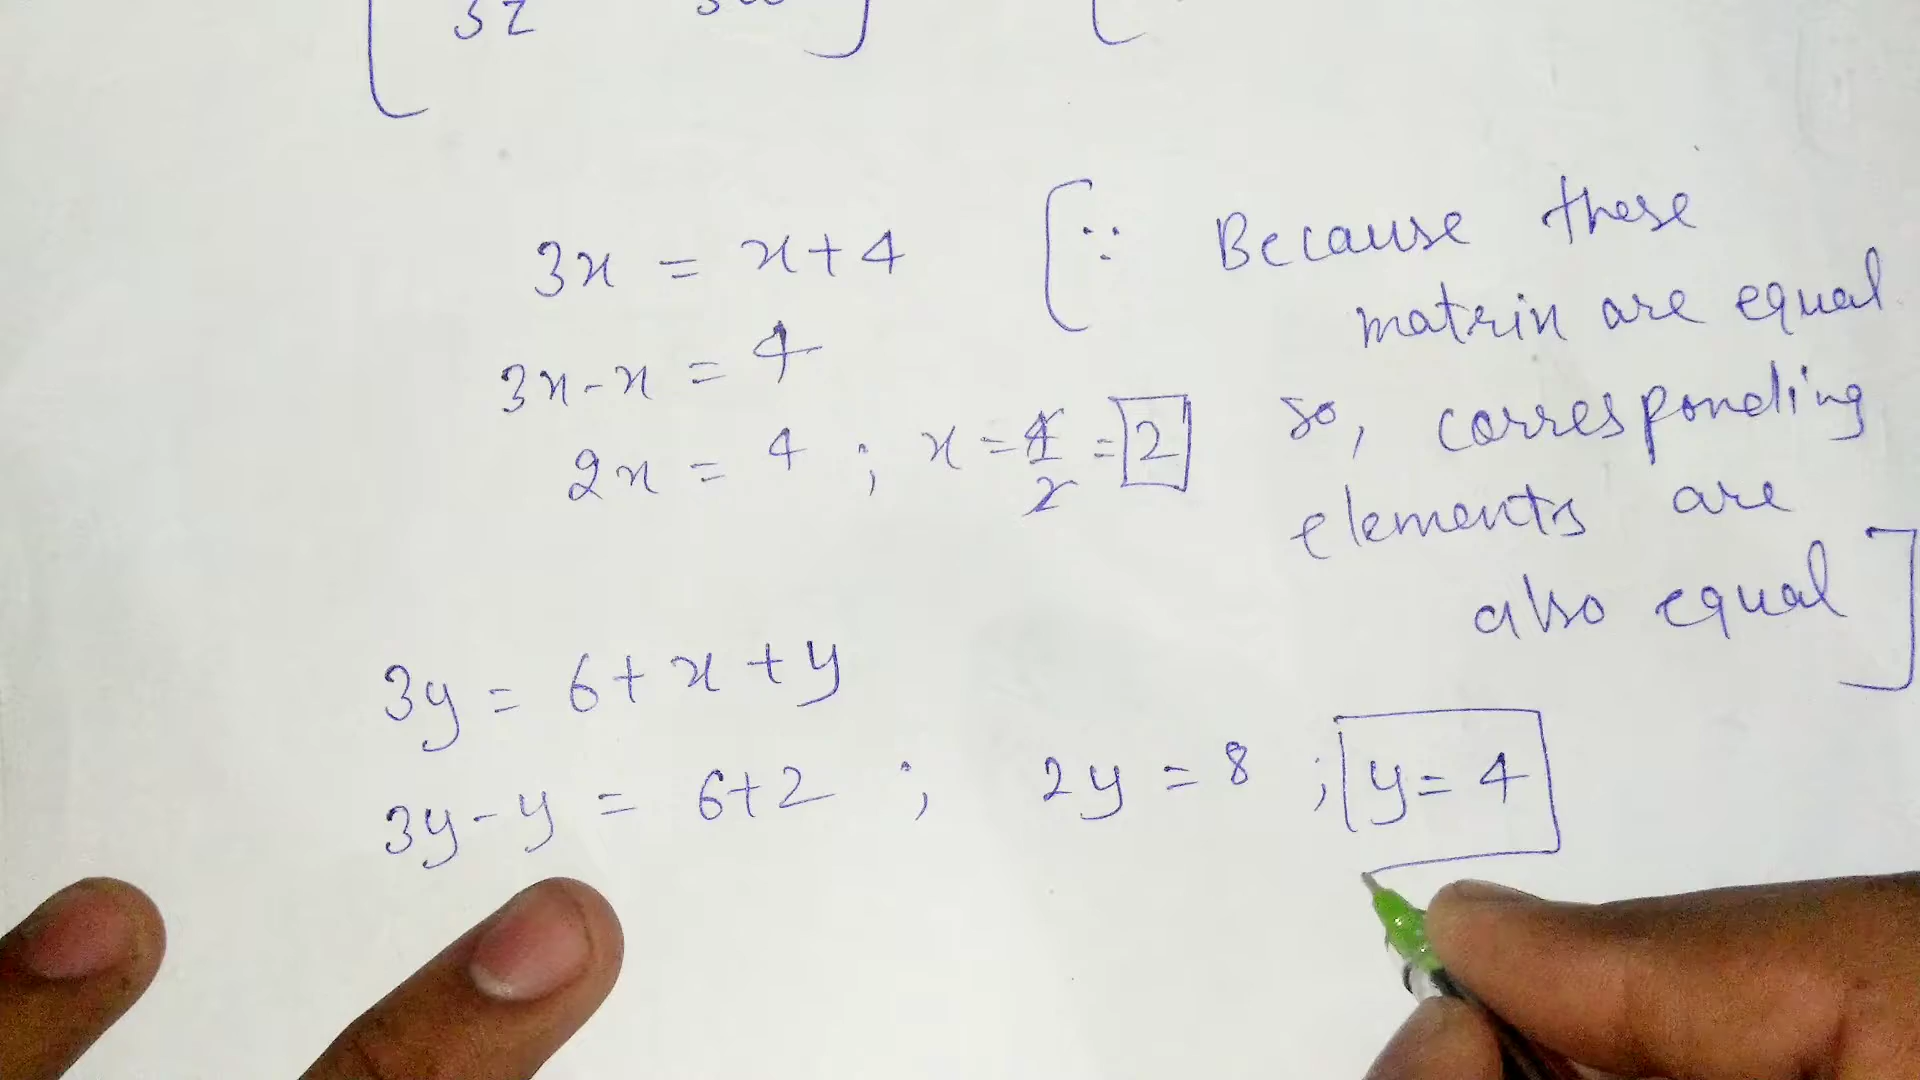 3z
3x = x+4 [∵ Because these
matrix are equal
3x-x = 4
so, corresponding
2x = 4 ; x = 4/2 = 2
elements are
also equal]
3y = 6+x+y
3y-y = 6+2 ; 2y = 8 ; y = 4